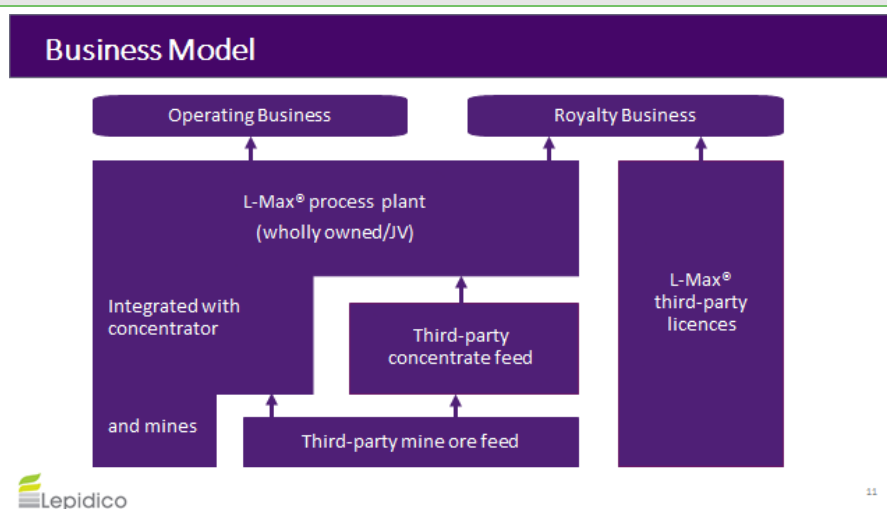 Business Model
Operating Business
Royalty Business
L-Max® process plant
(wholly owned/JV)
Integrated with
concentrator
and mines
Third-party
concentrate feed
Third-party mine ore feed
L-Max®
third-party
licences
Lepidico
11